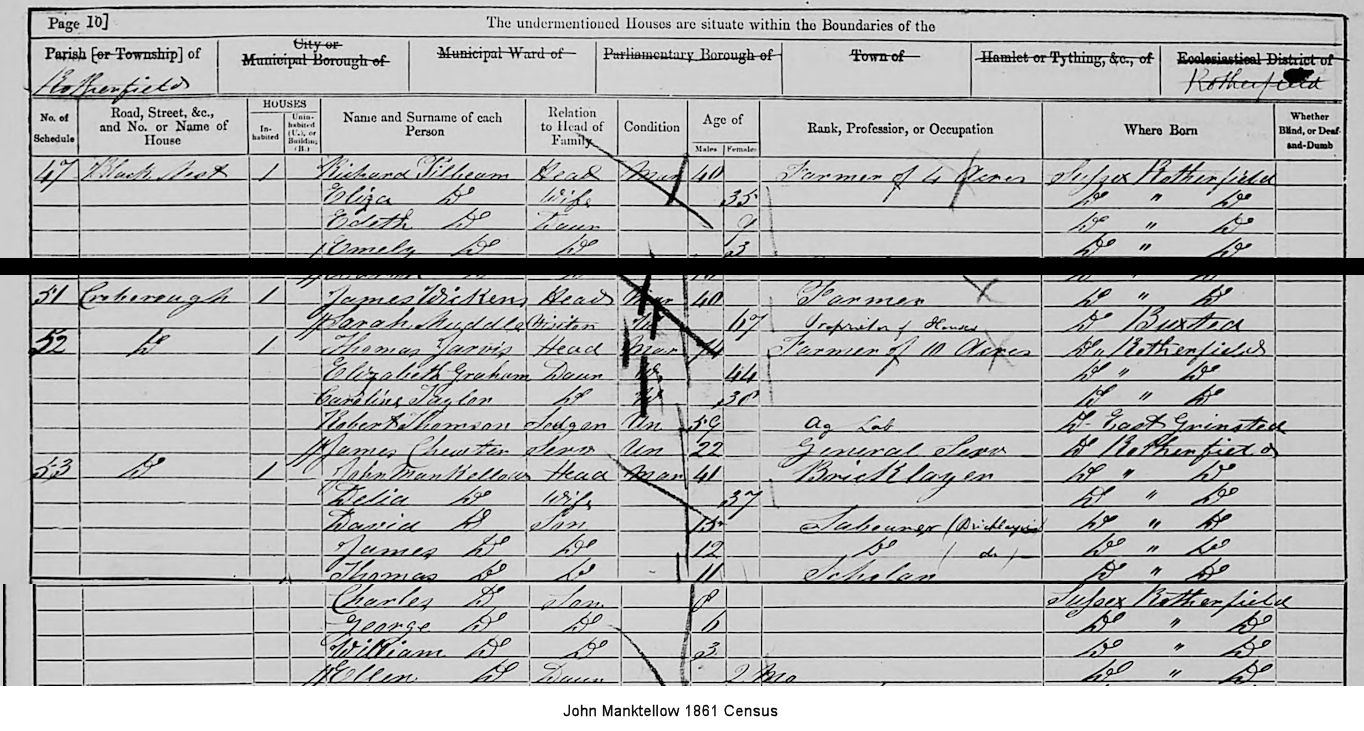 Page 10] The undermentioned Houses are situate within the Boundaries of the
Parish [or Township] of City or Municipal Borough of Municipal Ward of Parliamentary Borough of Town of Hamlet or Tything, &c., of Ecclesiastical District of
Rotherfield Rotherfield
No. of Schedule Road, Street, &c., and No. or Name of House HOUSES Inhabited Uninhabited (U.), or Building (B.) Name and Surname of each Person Relation to Head of Family Condition Age of Males Females Rank, Profession, or Occupation Where Born Whether Blind, or Deaf-and-Dumb
47 Black Nest 1 Richard Pilbeam Head Mar 40 Farmer of 4 Acres Sussex Rotherfield
Eliza Do Wife 35 Do " Do
Edeth Do Daur 9 Do " Do
Emely Do Do 3 Do " Do
51 Croborough 1 James Wickens Head Mar 40 Farmer Do " Do
Sarah Muddle Visitor 67 Proprietor of Houses Do Buxted
52 Do 1 Thomas Jarvis Head Mar 74 Farmer of 10 Acres Do " Rotherfield
Elizabeth Graham Daur 44 Do " Do
Caroline Taylor Do 30 Do " Do
Robert Thomson Lodger Un 59 Ag Lab Do East Grinsted
James Chewter Serv Un 22 General Serv Do Rotherfield
53 Do 1 John Mankellow Head Mar 41 Bricklayer Do " Do
Delia Do Wife 37 Do " Do
David Do Son 15 Labourer (Bricklayers) Do " Do
James Do Do 12 Do ( do ) Do " Do
Thomas Do Do 11 Scholar Do " Do
Charles Do Son 8 Sussex Rotherfield
George Do Do 6 Do " Do
William Do Do 3 Do " Do
Ellen Do Daur 2 Mo Do " Do
John Manktellow 1861 Census